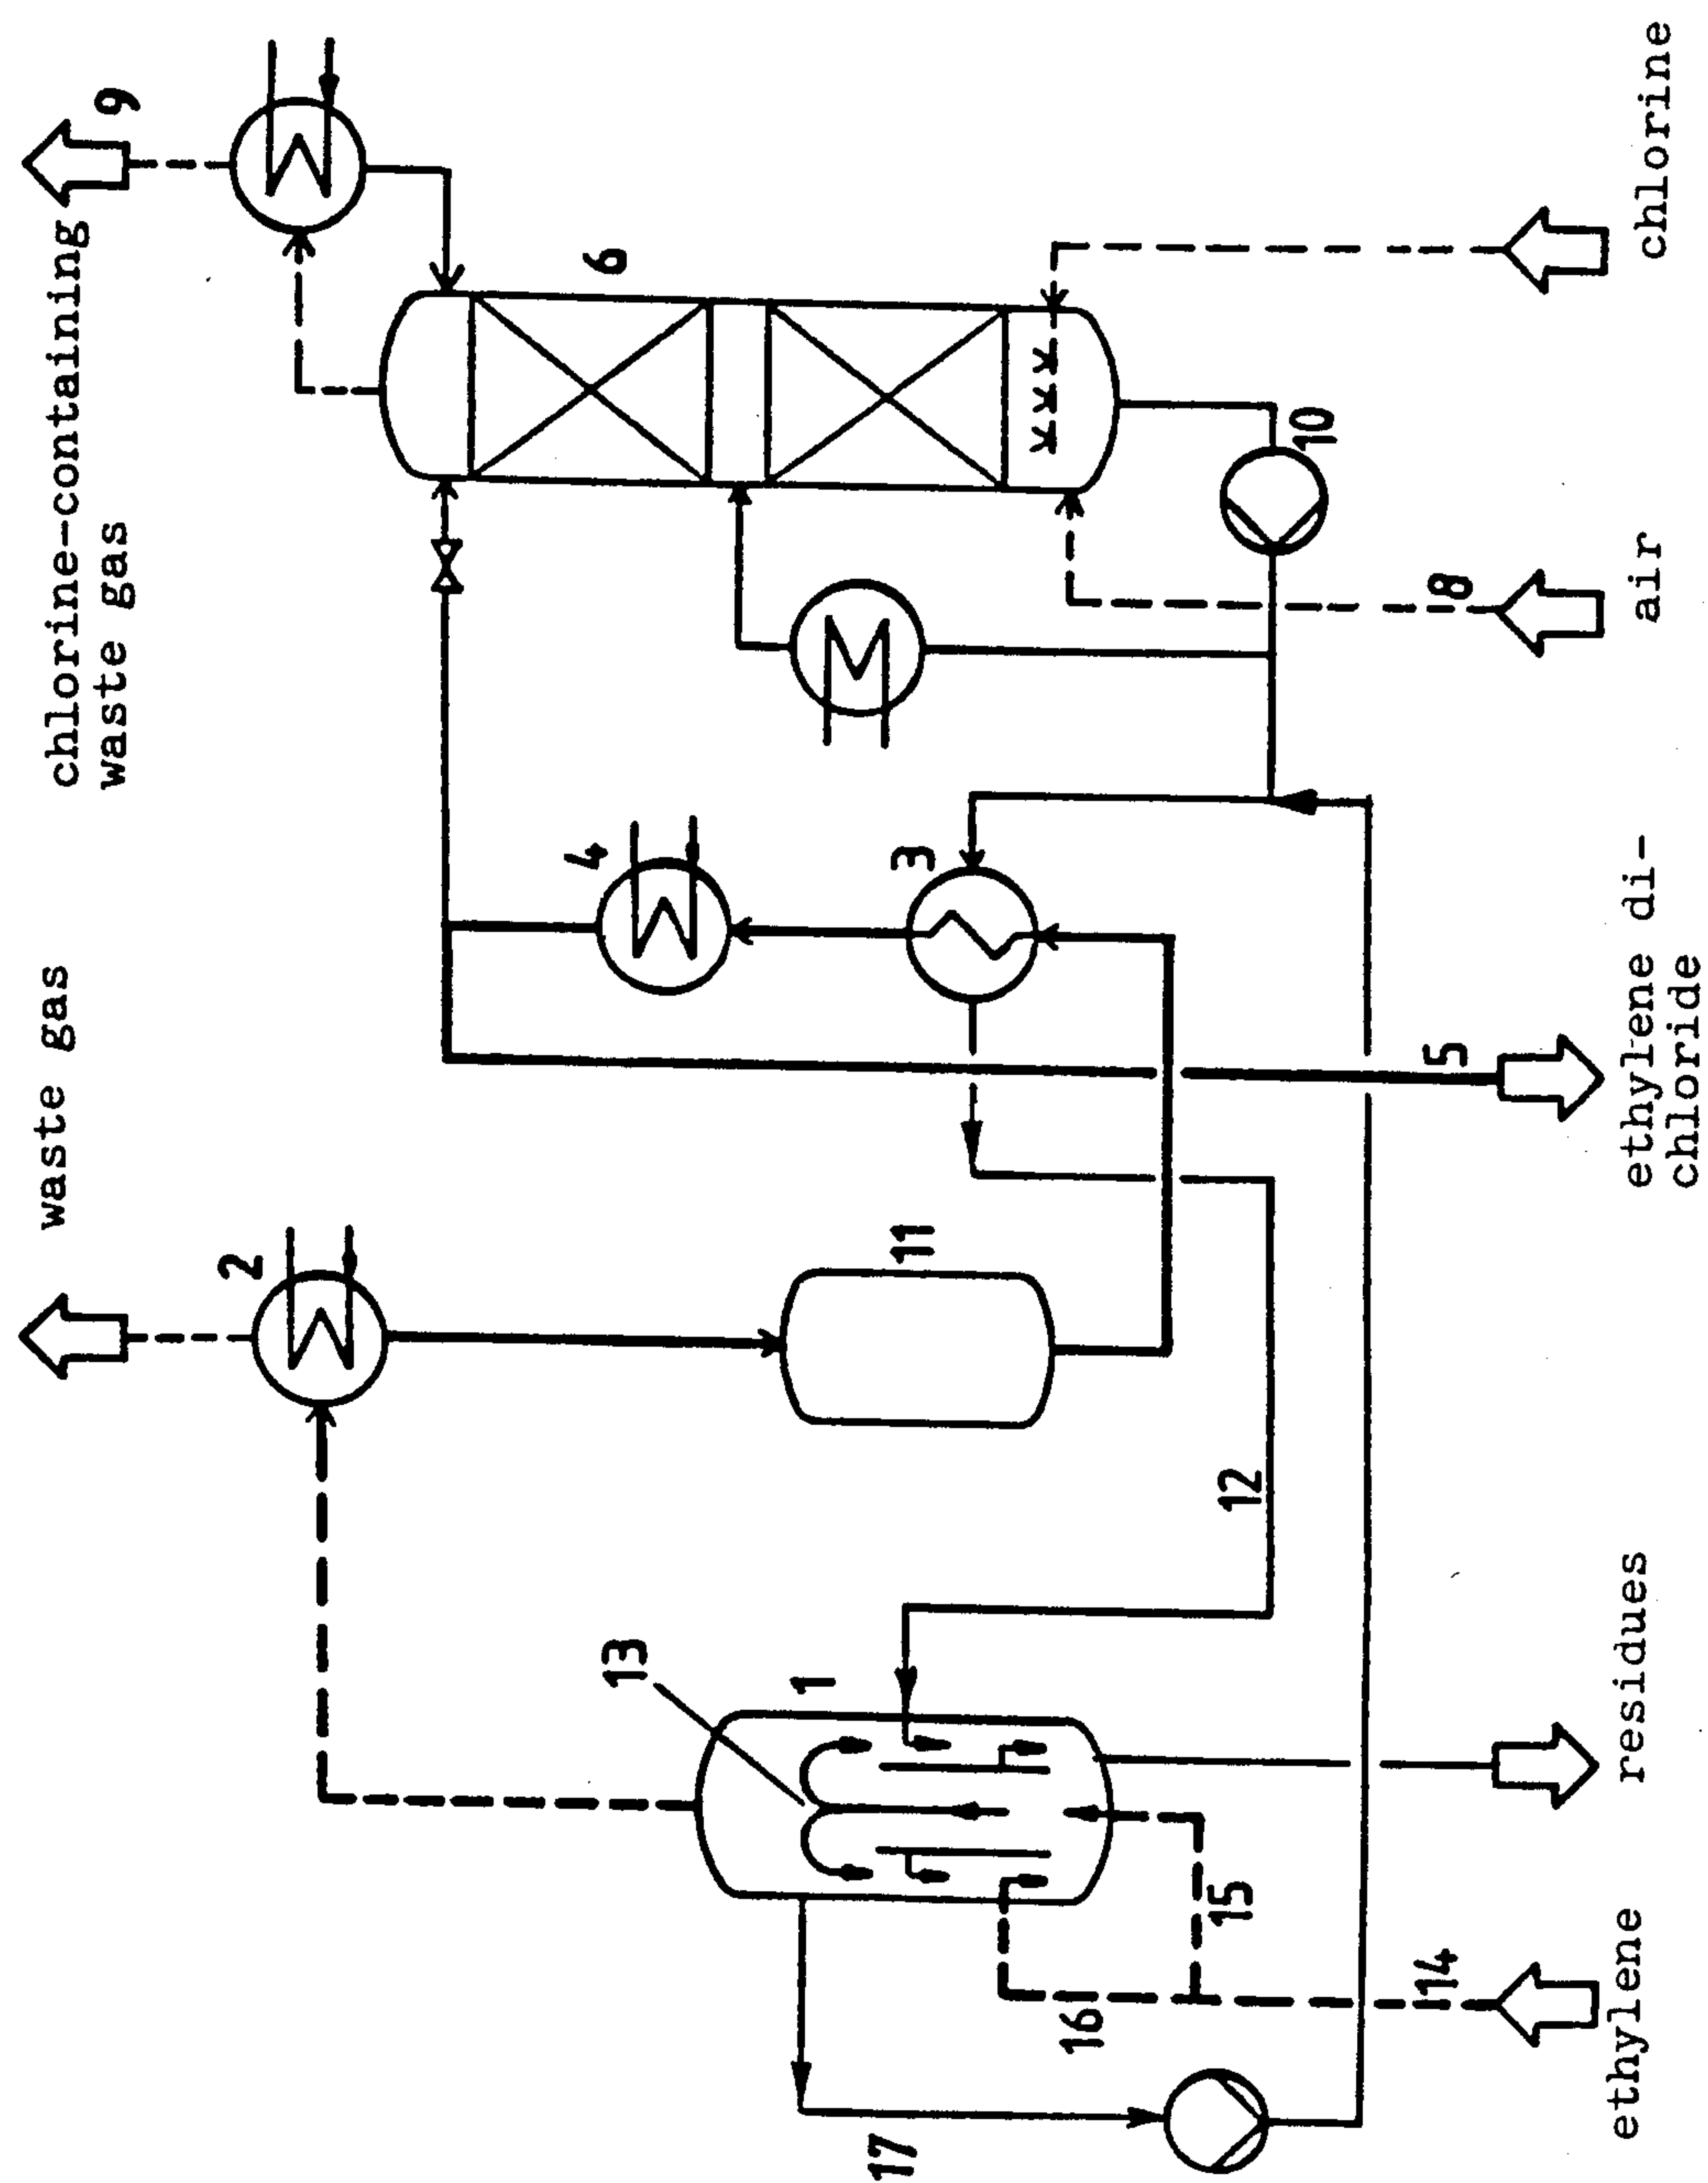 waste gas
chlorine-containing
waste gas
9
2
4
6
13
1
11
3
17
16
15
12
10
14
5
8
ethylene
residues
ethylene di-
chloride
air
chlorine